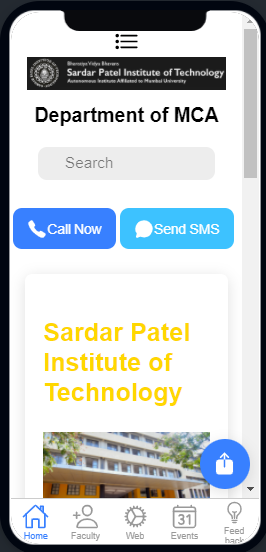 Bharatiya Vidya Bhavans
Sardar Patel Institute of Technology
Autonomous Institute Affiliated to Mumbai University
Department of MCA
Search
Call Now
Send SMS
Sardar Patel
Institute of
Technology
31
Home
Faculty
Web
Events
Feed
back